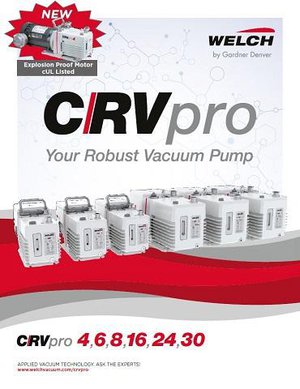 NEW
Explosion Proof Motor
cUL Listed
WELCH
by Gardner Denver
CRVpro
Your Robust Vacuum Pump
CRVpro 4,6,8,16,24,30
APPLIED VACUUM TECHNOLOGY. ASK THE EXPERTS!
www.welchvacuum.com/crvpro